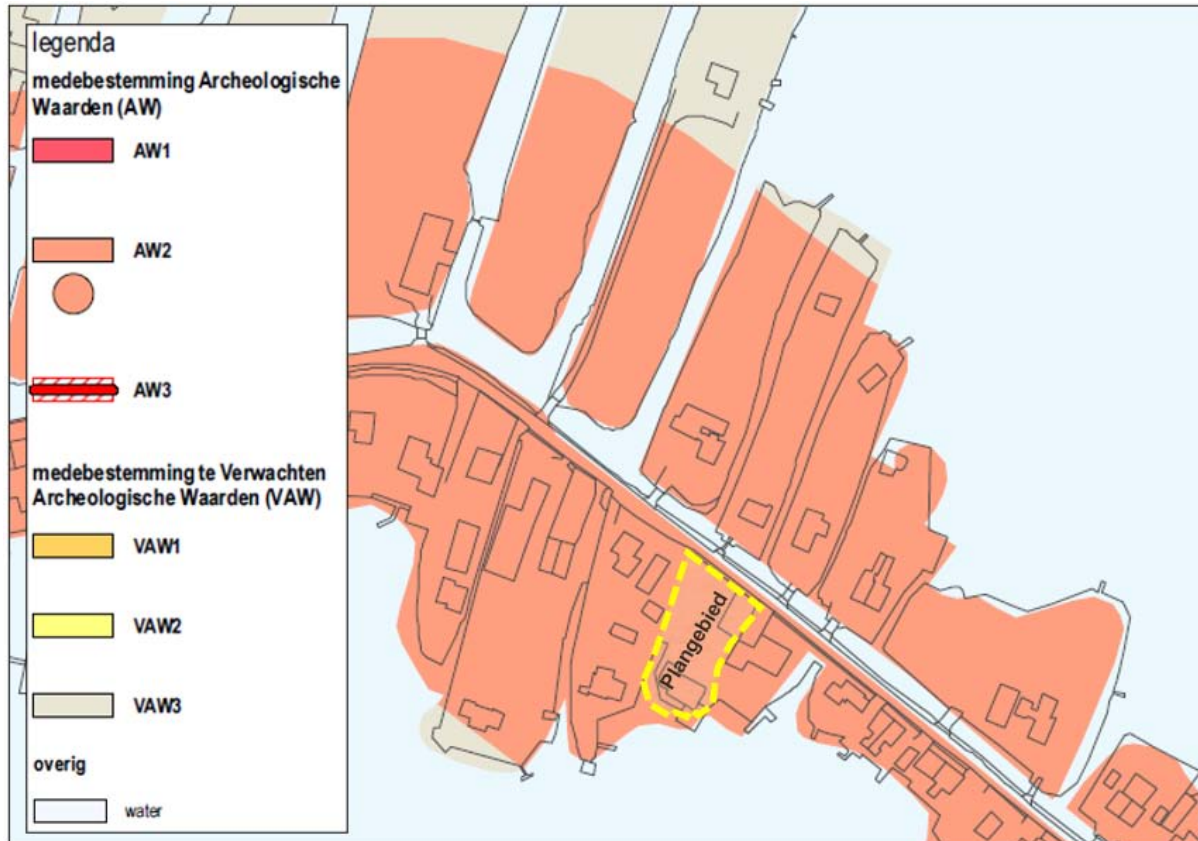 legenda
medebestemming Archeologische
Waarden (AW)
AW1
AW2
AW3
medebestemming te Verwachten
Archeologische Waarden (VAW)
VAW1
VAW2
VAW3
overig
water
Plangebied